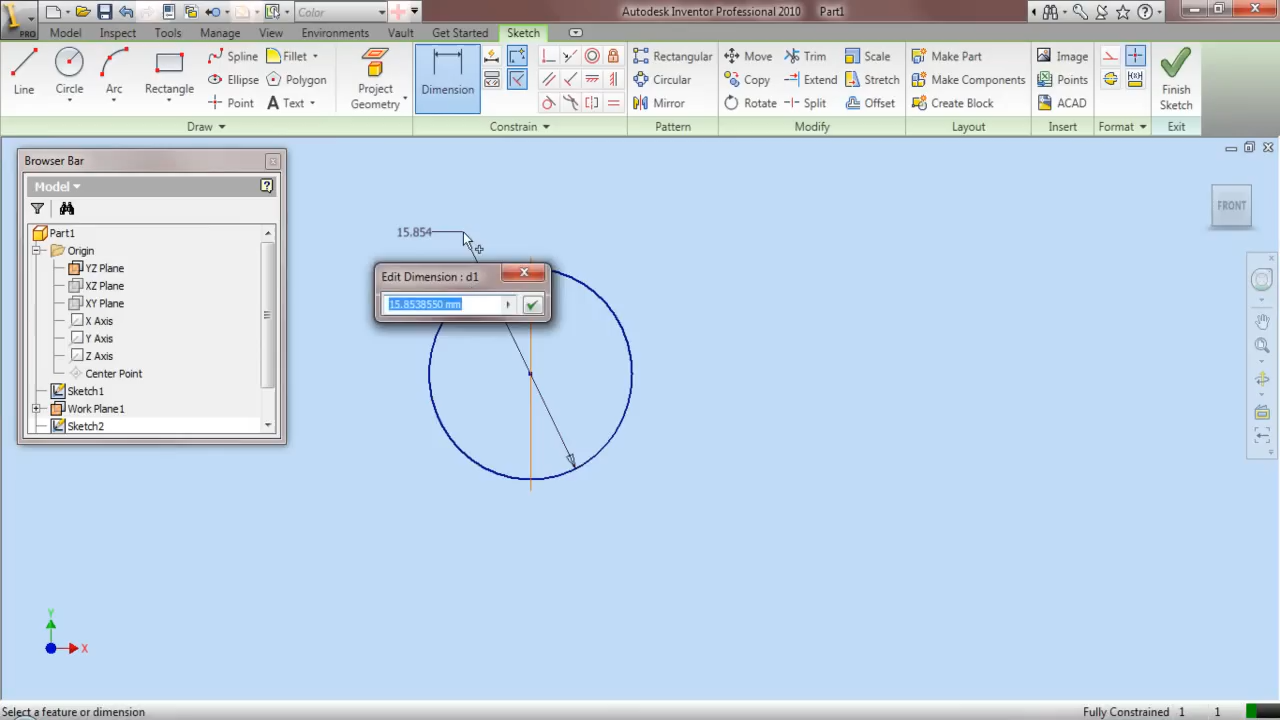 Color
Autodesk Inventor Professional 2010 Part1
PRO
Model Inspect Tools Manage View Environments Vault Get Started Sketch
Line
Circle
Arc
Rectangle
Spline
Ellipse
Point
Fillet
Polygon
Text
Project
Geometry
Dimension
Rectangular
Circular
Mirror
Move
Copy
Rotate
Trim
Extend
Split
Scale
Stretch
Offset
Make Part
Make Components
Create Block
Image
Points
ACAD
Finish
Sketch
Draw
Constrain
Pattern
Modify
Layout
Insert
Format
Exit
Browser Bar
Model
Part1
Origin
YZ Plane
XZ Plane
XY Plane
X Axis
Y Axis
Z Axis
Center Point
Sketch1
Work Plane1
Sketch2
15.854
Edit Dimension : d1
15.8538550 mm
FRONT
Y
X
Select a feature or dimension
Fully Constrained 1 1